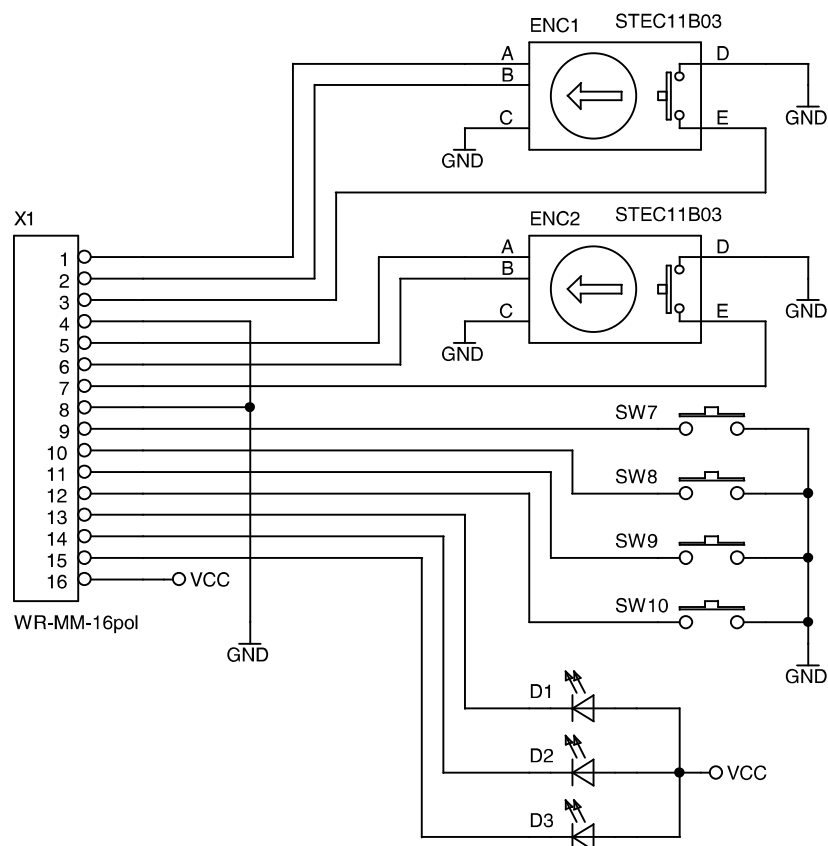 ENC1 STEC11B03
A
B
C
D
E
GND
GND
ENC2 STEC11B03
A
B
C
D
E
GND
GND
X1
1
2
3
4
5
6
7
8
9
10
11
12
13
14
15
16
VCC
WR-MM-16pol
GND
SW7
SW8
SW9
SW10
GND
D1
D2
D3
VCC